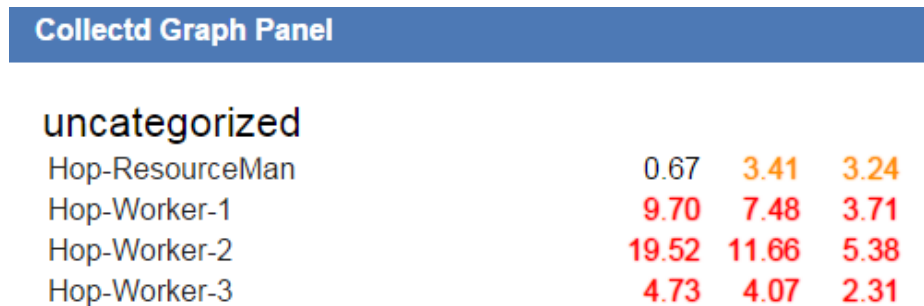 Collectd Graph Panel
uncategorized
Hop-ResourceMan 0.67 3.41 3.24
Hop-Worker-1 9.70 7.48 3.71
Hop-Worker-2 19.52 11.66 5.38
Hop-Worker-3 4.73 4.07 2.31